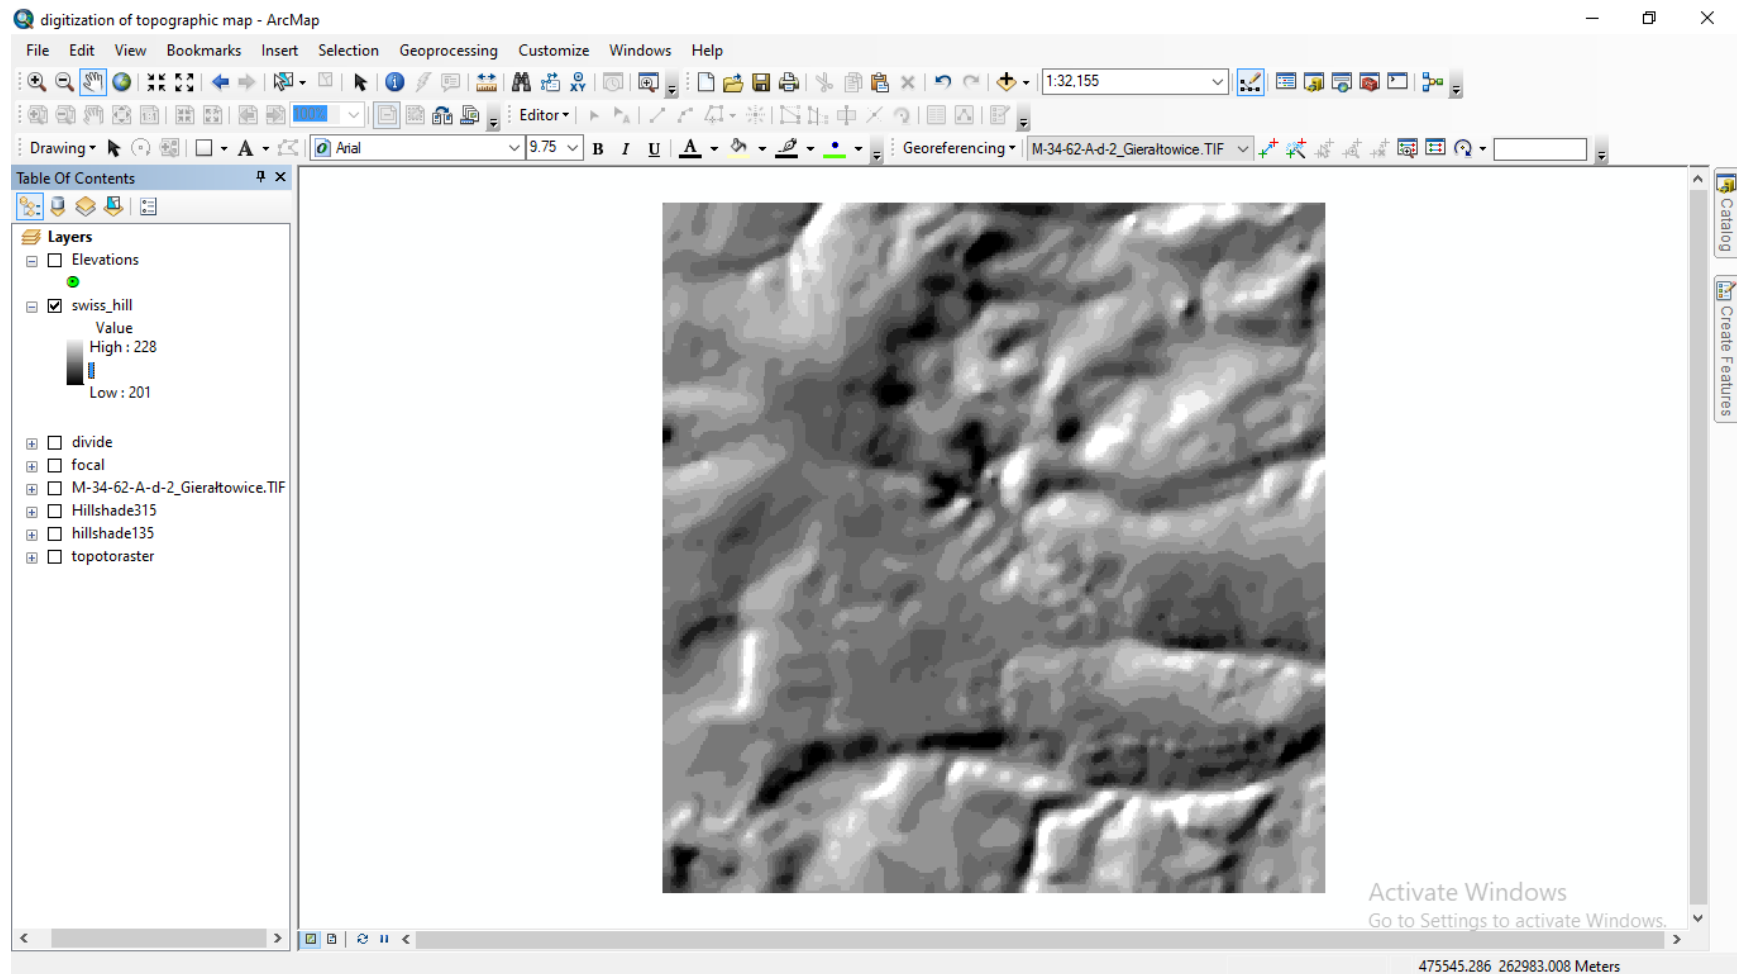 digitization of topographic map - ArcMap
File Edit View Bookmarks Insert Selection Geoprocessing Customize Windows Help
1:32,155
100%
Editor
Drawing Arial 9.75 B I U A Georeferencing M-34-62-A-d-2_Gierałtowice.TIF
Table Of Contents
Layers
Elevations
swiss_hill
Value
High : 228
Low : 201
divide
focal
M-34-62-A-d-2_Gierałtowice.TIF
Hillshade315
hillshade135
topotoraster
Catalog
Create Features
Activate Windows
Go to Settings to activate Windows.
475545.286 262983.008 Meters